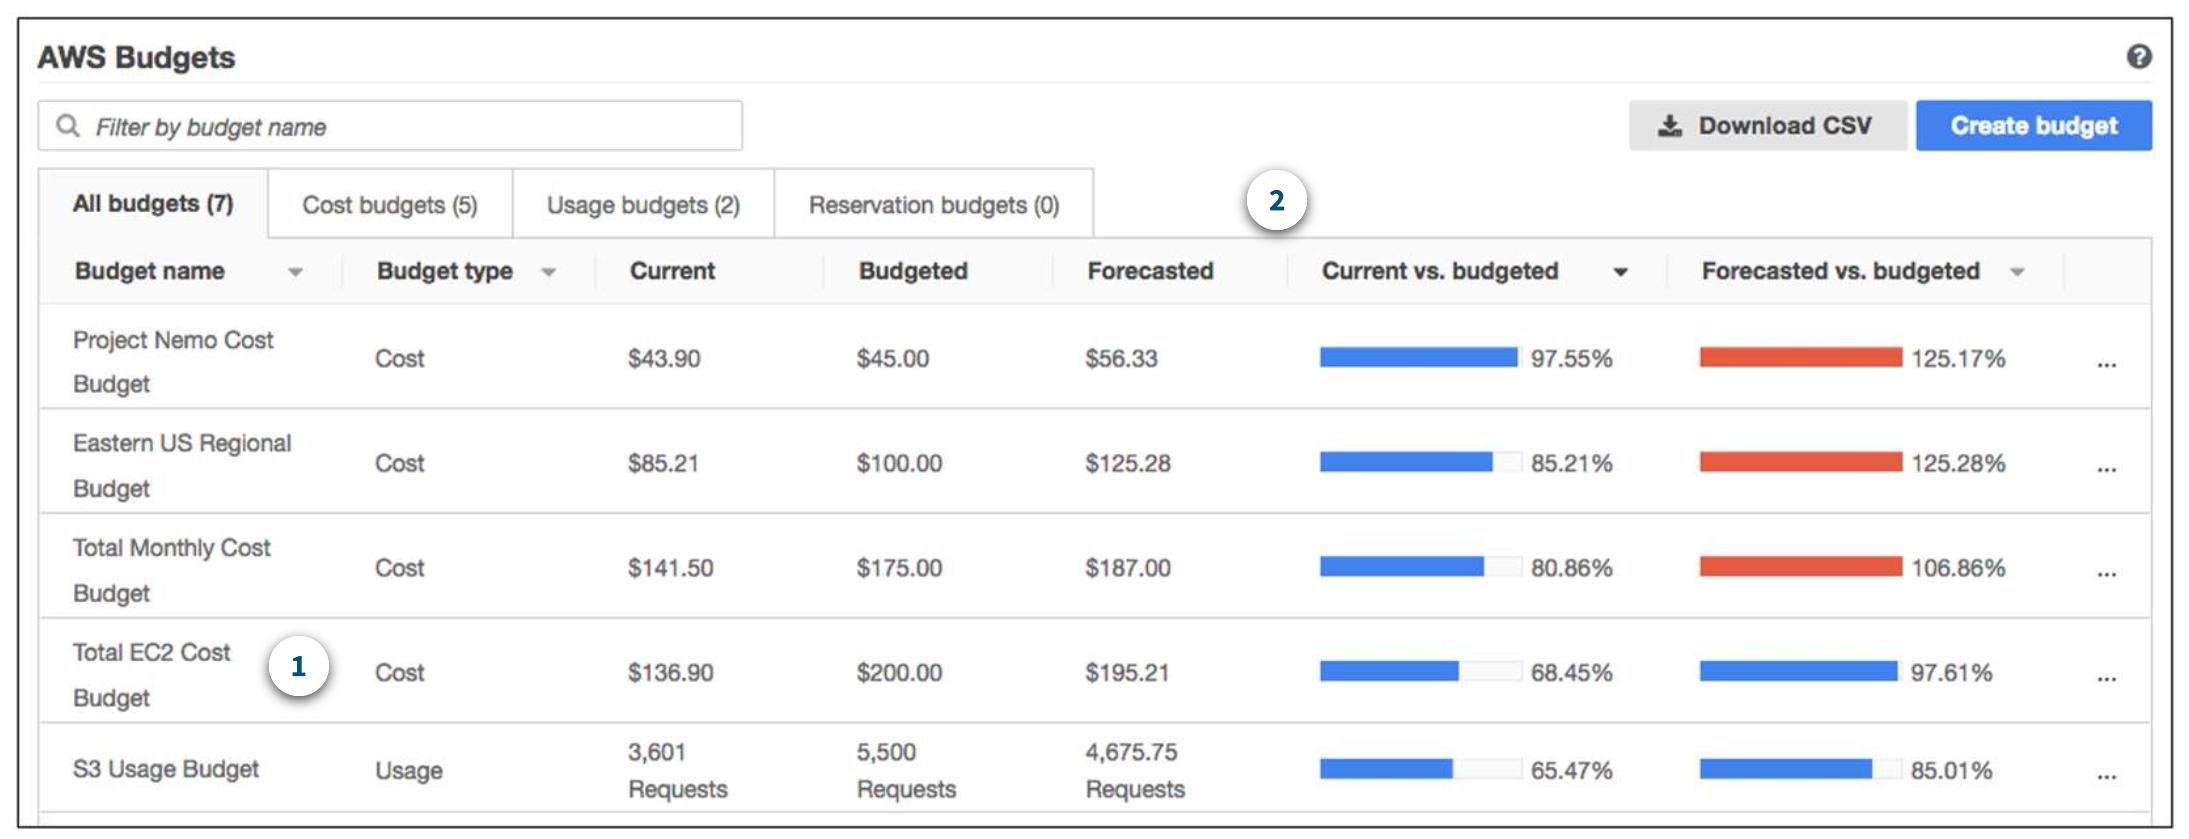 AWS Budgets
?
Filter by budget name
Download CSV
Create budget
All budgets (7)
Cost budgets (5)
Usage budgets (2)
Reservation budgets (0)
2
Budget name
Budget type
Current
Budgeted
Forecasted
Current vs. budgeted
Forecasted vs. budgeted
Project Nemo Cost
Budget
Cost
$43.90
$45.00
$56.33
97.55%
125.17%
...
Eastern US Regional
Budget
Cost
$85.21
$100.00
$125.28
85.21%
125.28%
...
Total Monthly Cost
Budget
Cost
$141.50
$175.00
$187.00
80.86%
106.86%
...
Total EC2 Cost
Budget
1
Cost
$136.90
$200.00
$195.21
68.45%
97.61%
...
S3 Usage Budget
Usage
3,601
Requests
5,500
Requests
4,675.75
Requests
65.47%
85.01%
...